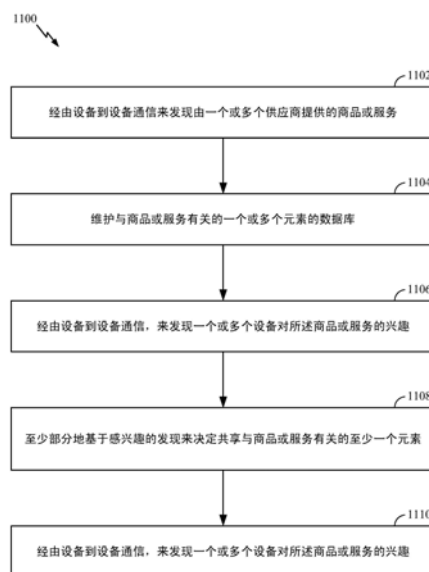 1100
1102
经由设备到设备通信来发现由一个或多个供应商提供的商品或服务
1104
维护与商品或服务有关的一个或多个元素的数据库
1106
经由设备到设备通信，来发现一个或多个设备对所述商品或服务的兴趣
1108
至少部分地基于感兴趣的发现来决定共享与商品或服务有关的至少一个元素
1110
经由设备到设备通信，来发现一个或多个设备对所述商品或服务的兴趣